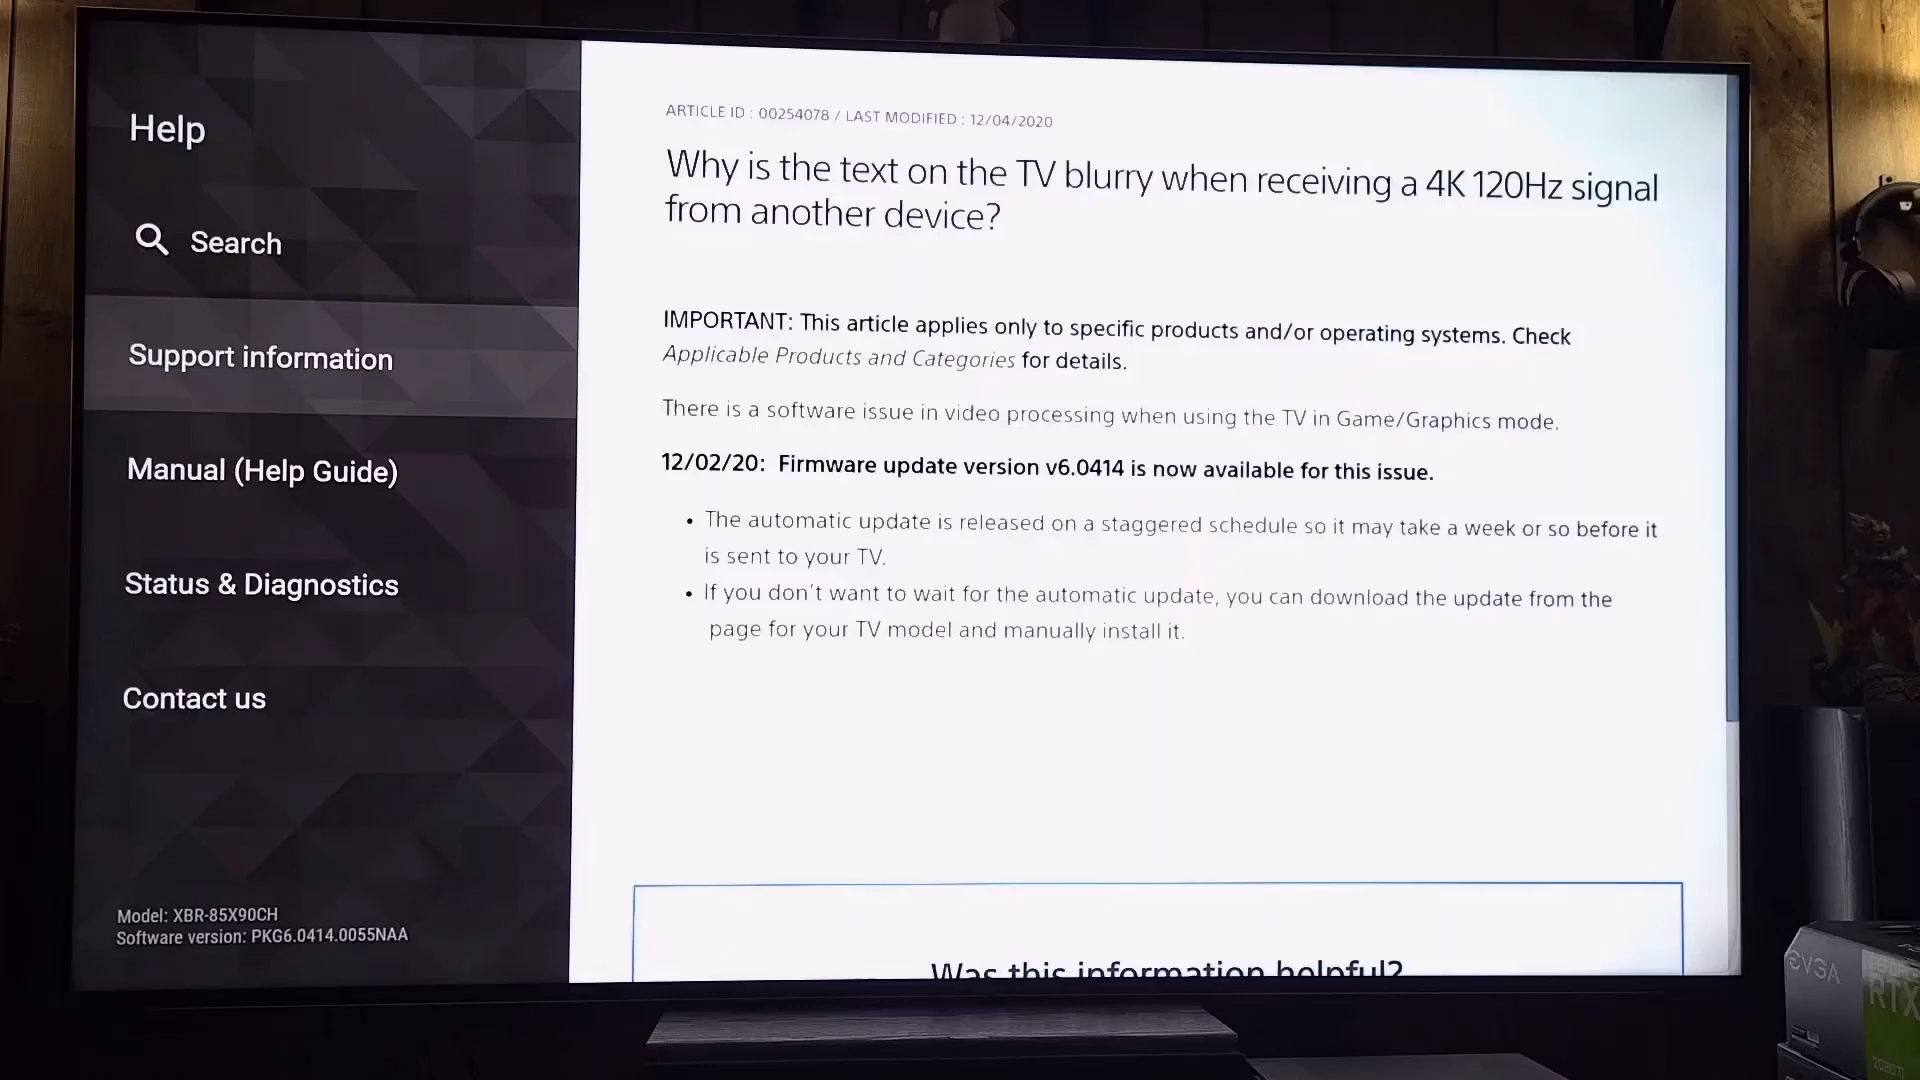 Help
Search
Support information
Manual (Help Guide)
Status & Diagnostics
Contact us
Model: XBR-85X90CH
Software version: PKG6.0414.0055NAA
ARTICLE ID : 00254078 / LAST MODIFIED : 12/04/2020
Why is the text on the TV blurry when receiving a 4K 120Hz signal
from another device?
IMPORTANT: This article applies only to specific products and/or operating systems. Check
Applicable Products and Categories for details.
There is a software issue in video processing when using the TV in Game/Graphics mode.
12/02/20: Firmware update version v6.0414 is now available for this issue.
• The automatic update is released on a staggered schedule so it may take a week or so before it
is sent to your TV.
• If you don't want to wait for the automatic update, you can download the update from the
page for your TV model and manually install it.
Was this information helpful?
EVGA
RTX